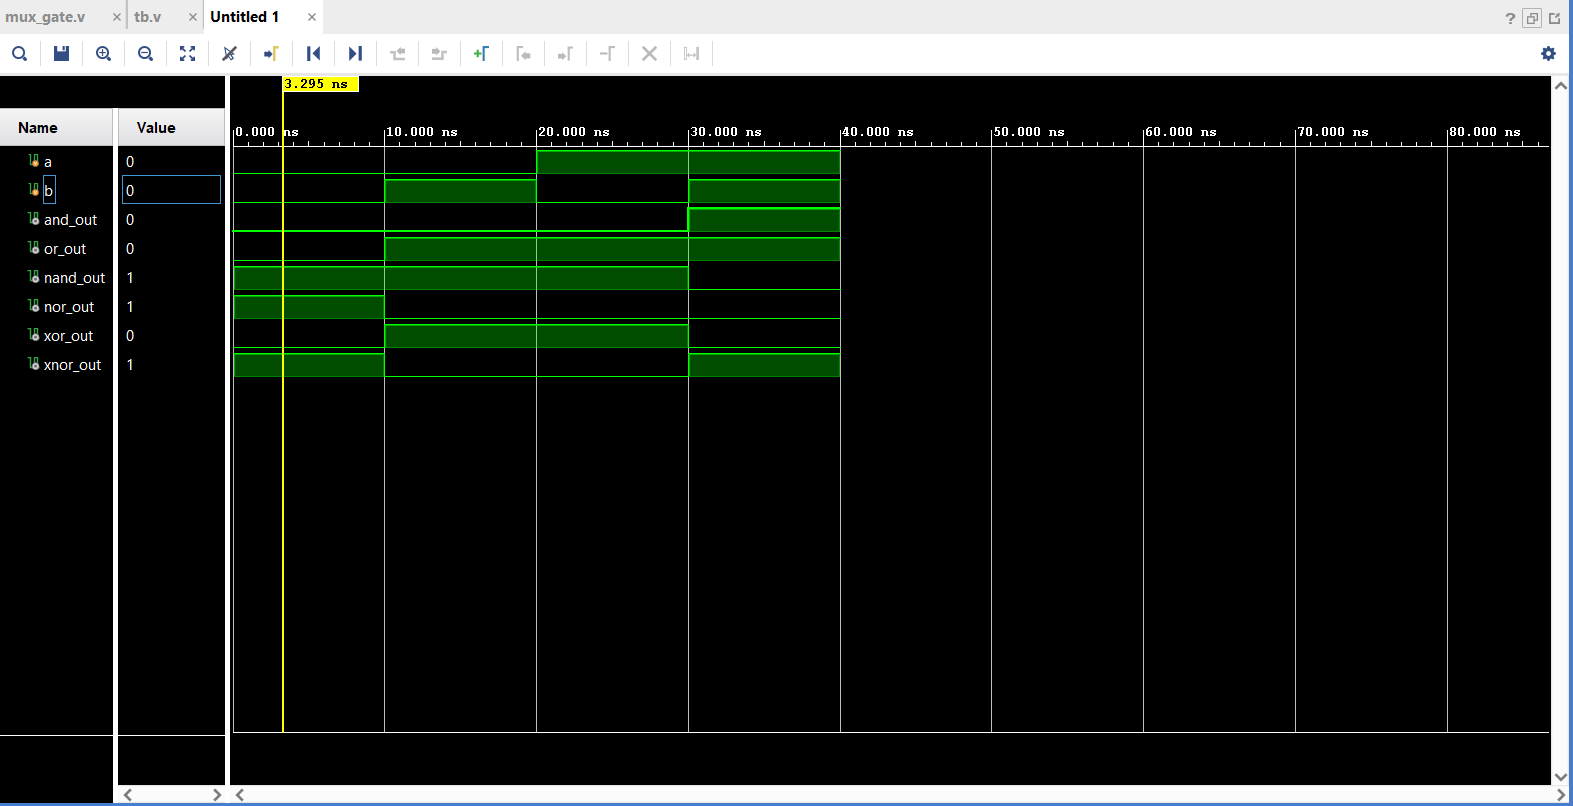 mux_gate.v × tb.v × Untitled 1 ×
?
3.295 ns
Name Value
0.000 ns 10.000 ns 20.000 ns 30.000 ns 40.000 ns 50.000 ns 60.000 ns 70.000 ns 80.000 ns
a 0
b 0
and_out 0
or_out 0
nand_out 1
nor_out 1
xor_out 0
xnor_out 1